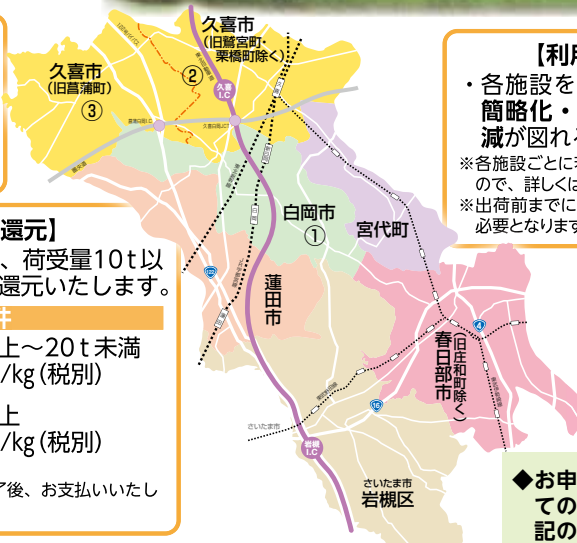 久喜市
(旧鷲宮町・
栗橋町除く)
②
久喜市
(旧菖蒲町)
③
久喜
I.C
白岡市
①
宮代町
蓮田市
122
春日部市
(旧庄和町除く)
4
16
さいたま市
岩槻
I.C
さいたま市
岩槻区
【利用
・各施設を
簡略化・
減が図れ
※各施設ごとに
ので、詳しくは
※出荷前までに
必要となります
還元】
、荷受量10t以
還元いたします。
件
上～20t未満
/kg(税別)
上
/kg(税別)
了後、お支払いいたし
◆お申
ての
記の